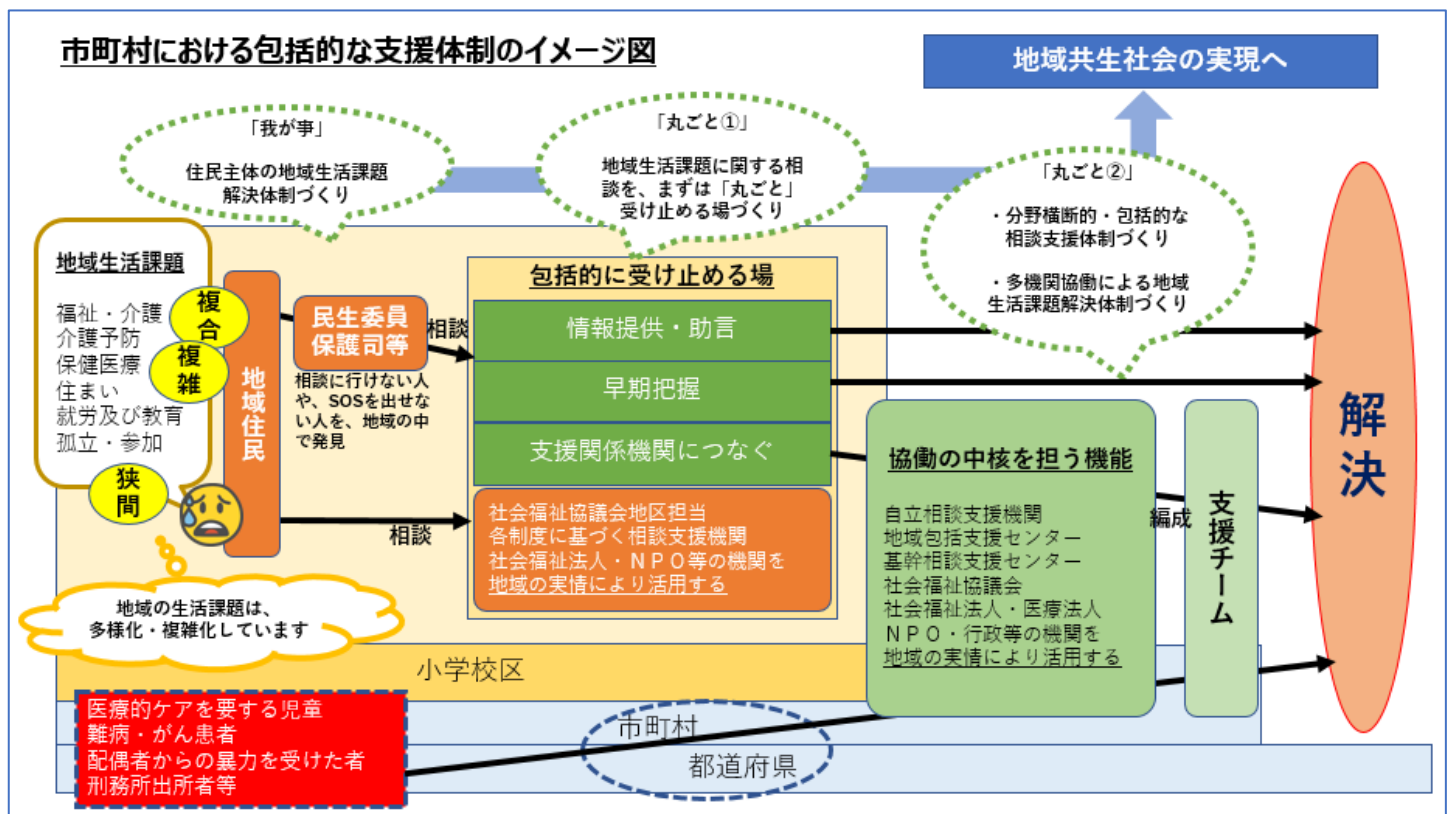 市町村における包括的な支援体制のイメージ図
地域共生社会の実現へ
「我が事」
住民主体の地域生活課題
解決体制づくり
「丸ごと①」
地域生活課題に関する相
談を、まずは「丸ごと」
受け止める場づくり
「丸ごと②」
・分野横断的・包括的な
相談支援体制づくり
・多機関協働による地域
生活課題解決体制づくり
地域生活課題
福祉・介護
介護予防
保健医療
住まい
就労及び教育
孤立・参加
複合
複雑
狭間
地域住民
民生委員
保護司等
相談
相談に行けない人
や、SOSを出せな
い人を、地域の中
で発見
相談
包括的に受け止める場
情報提供・助言
早期把握
支援関係機関につなぐ
社会福祉協議会地区担当
各制度に基づく相談支援機関
社会福祉法人・ＮＰＯ等の機関を
地域の実情により活用する
協働の中核を担う機能
自立相談支援機関
地域包括支援センター
基幹相談支援センター
社会福祉協議会
社会福祉法人・医療法人
ＮＰＯ・行政等の機関を
地域の実情により活用する
編成
支援チーム
解決
地域の生活課題は、
多様化・複雑化しています
小学校区
市町村
都道府県
医療的ケアを要する児童
難病・がん患者
配偶者からの暴力を受けた者
刑務所出所者等